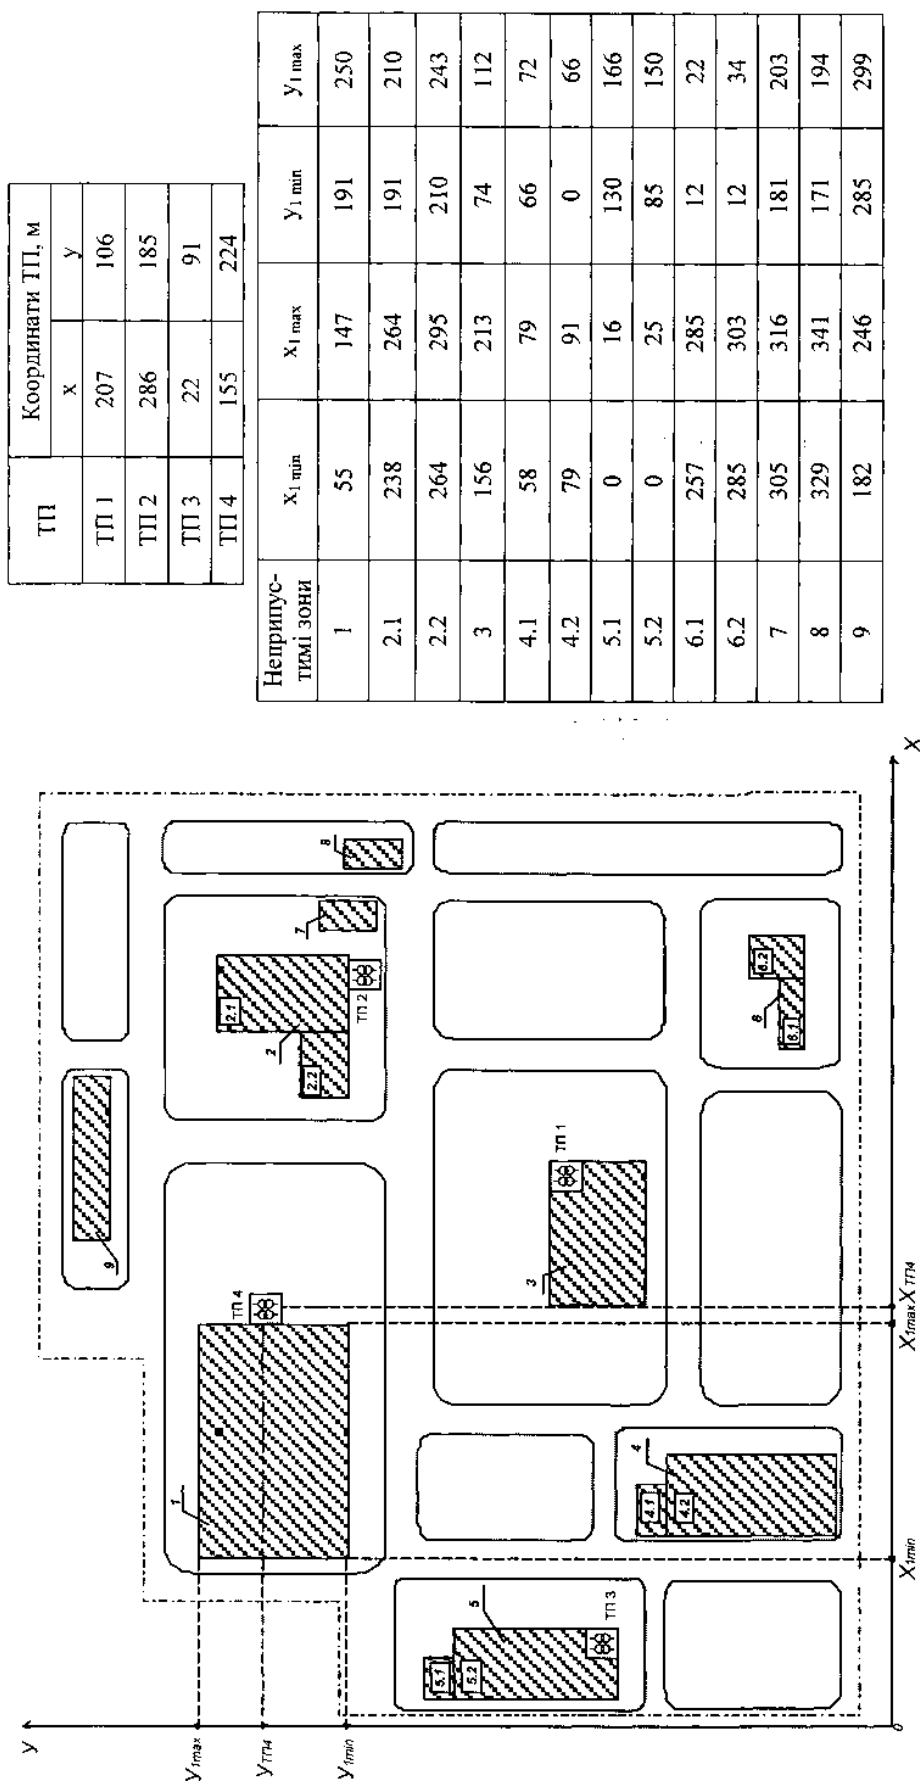 ТП	Координати ТП, м
x	y
ТП 1	207	106
ТП 2	286	185
ТП 3	22	91
ТП 4	155	224
Неприпус-
тимі зони	X1 min	X1 max	У1 min	У1 max
1	55	147	191	250
2.1	238	264	191	210
2.2	264	295	210	243
3	156	213	74	112
4.1	58	79	66	72
4.2	79	91	0	66
5.1	0	16	130	166
5.2	0	25	85	150
6.1	257	285	12	22
6.2	285	303	12	34
7	305	316	181	203
8	329	341	171	194
9	182	246	285	299
У
9
У1max
1
2.1
ТП 4
УТП4
2
7
2.2
8
У1min
ТП 2
5.1
5.2
5
3
ТП 1
ТП 3
4
4.1
4.2
6
6.2
6.1
0
X1min
X1max
XТП4
X